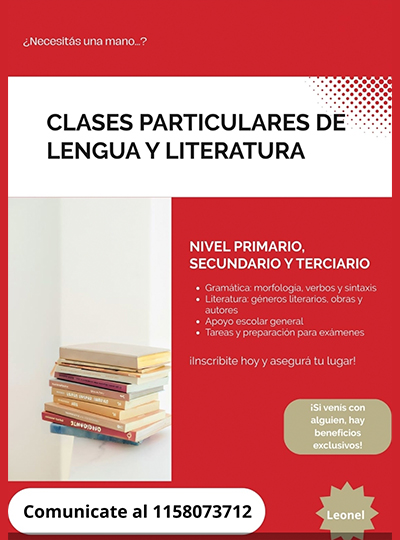 ¿Necesitás una mano...?
CLASES PARTICULARES DE
LENGUA Y LITERATURA
NIVEL PRIMARIO,
SECUNDARIO Y TERCIARIO
Gramática: morfología, verbos y sintaxis
Literatura: géneros literarios, obras y
autores
Apoyo escolar general
Tareas y preparación para exámenes
¡Inscribite hoy y asegurá tu lugar!
¡Si venís con
alguien, hay
beneficios
exclusivos!
Comunicate al 1158073712
Leonel